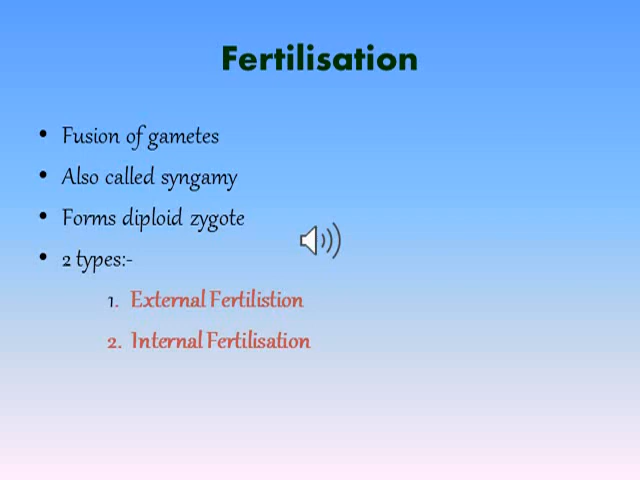 Fertilisation
• Fusion of gametes
• Also called syngamy
• Forms diploid zygote
• 2 types:-
1. External Fertilistion
2. Internal Fertilisation